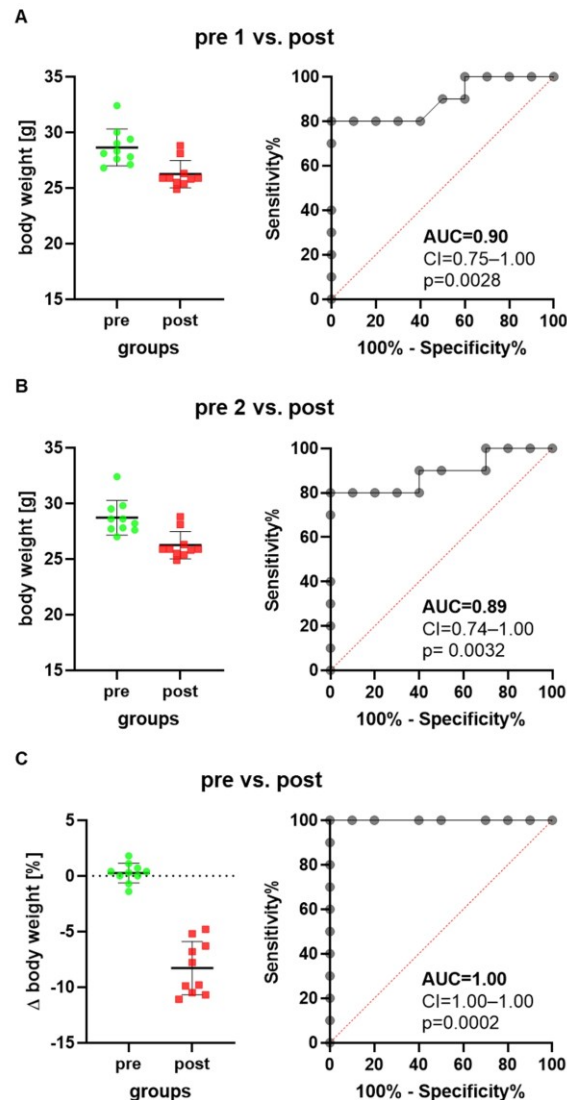 A
pre 1 vs. post
body weight [g]
35
30
25
20
15
pre post
groups
Sensitivity%
100
80
60
40
20
0
AUC=0.90
CI=0.75–1.00
p=0.0028
0 20 40 60 80 100
100% - Specificity%
B
pre 2 vs. post
body weight [g]
35
30
25
20
15
pre post
groups
Sensitivity%
100
80
60
40
20
0
AUC=0.89
CI=0.74–1.00
p= 0.0032
0 20 40 60 80 100
100% - Specificity%
C
pre vs. post
Δ body weight [%]
5
0
-5
-10
-15
pre post
groups
Sensitivity%
100
80
60
40
20
0
AUC=1.00
CI=1.00–1.00
p=0.0002
0 20 40 60 80 100
100% - Specificity%